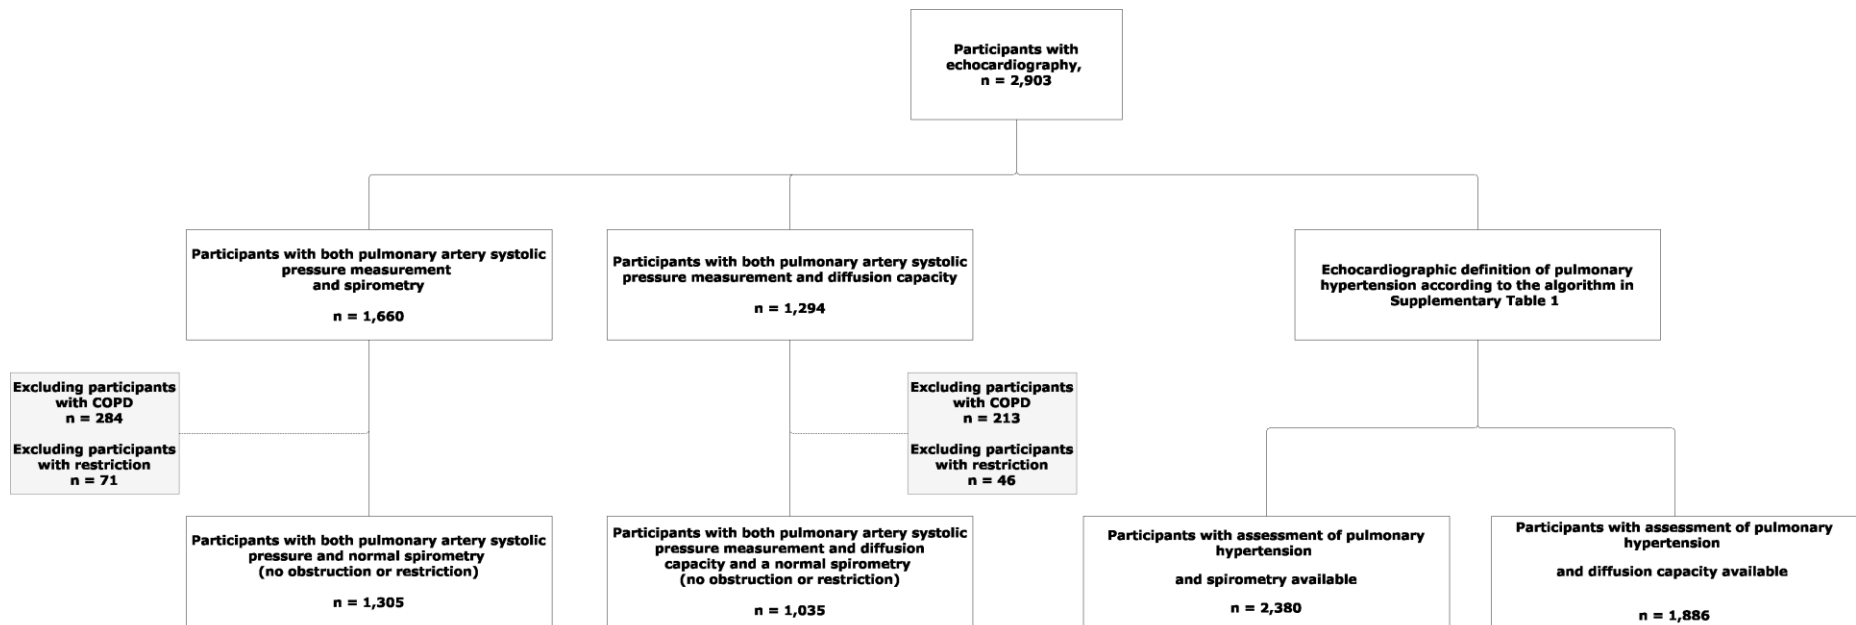 Participants with
echocardiography,
n = 2,903
Participants with both pulmonary artery systolic
pressure measurement
and spirometry
n = 1,660
Participants with both pulmonary artery systolic
pressure measurement and diffusion capacity
n = 1,294
Echocardiographic definition of pulmonary
hypertension according to the algorithm in
Supplementary Table 1
Excluding participants
with COPD
n = 284
Excluding participants
with restriction
n = 71
Excluding participants
with COPD
n = 213
Excluding participants
with restriction
n = 46
Participants with both pulmonary artery systolic
pressure and normal spirometry
(no obstruction or restriction)
n = 1,305
Participants with both pulmonary artery systolic
pressure measurement and diffusion
capacity and a normal spirometry
(no obstruction or restriction)
n = 1,035
Participants with assessment of pulmonary
hypertension
and spirometry available
n = 2,380
Participants with assessment of pulmonary
hypertension
and diffusion capacity available
n = 1,886